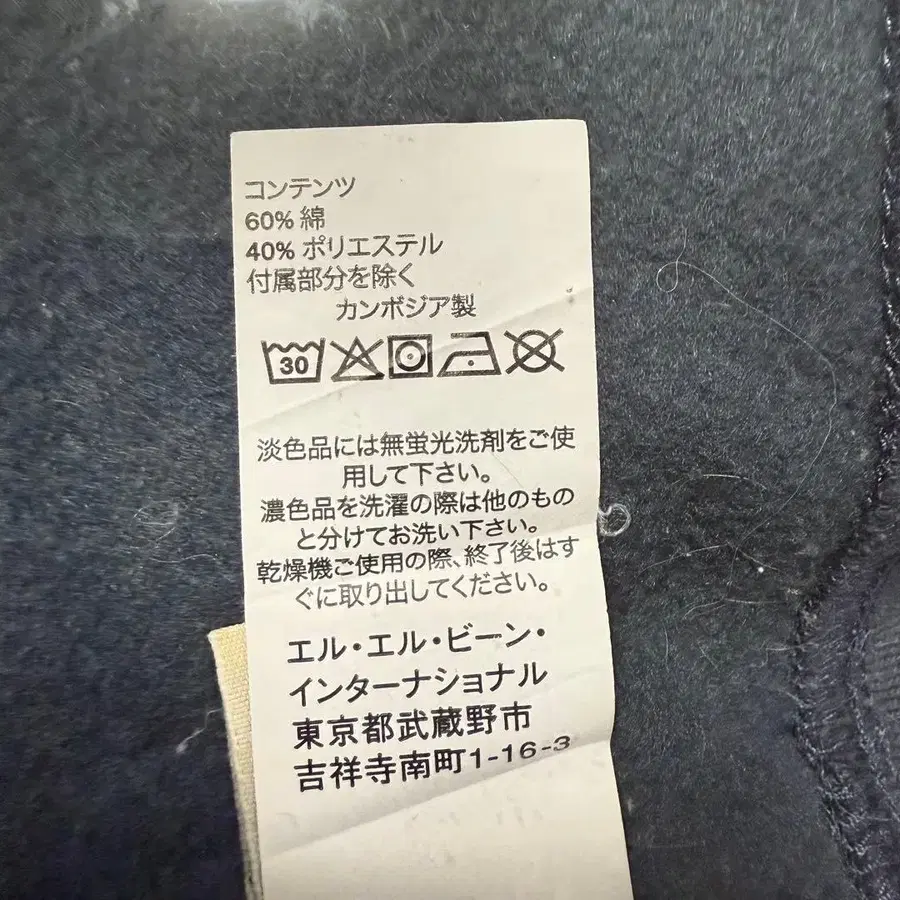 コンテンツ
60% 綿
40% ポリエステル
付属部分を除く
カンボジア製
30
淡色品には無蛍光洗剤をご使
用して下さい。
濃色品を洗濯の際は他のもの
と分けてお洗い下さい。
乾燥機ご使用の際、終了後はす
ぐに取り出してください。
エル・エル・ビーン・
インターナショナル
東京都武蔵野市
吉祥寺南町1-16-3